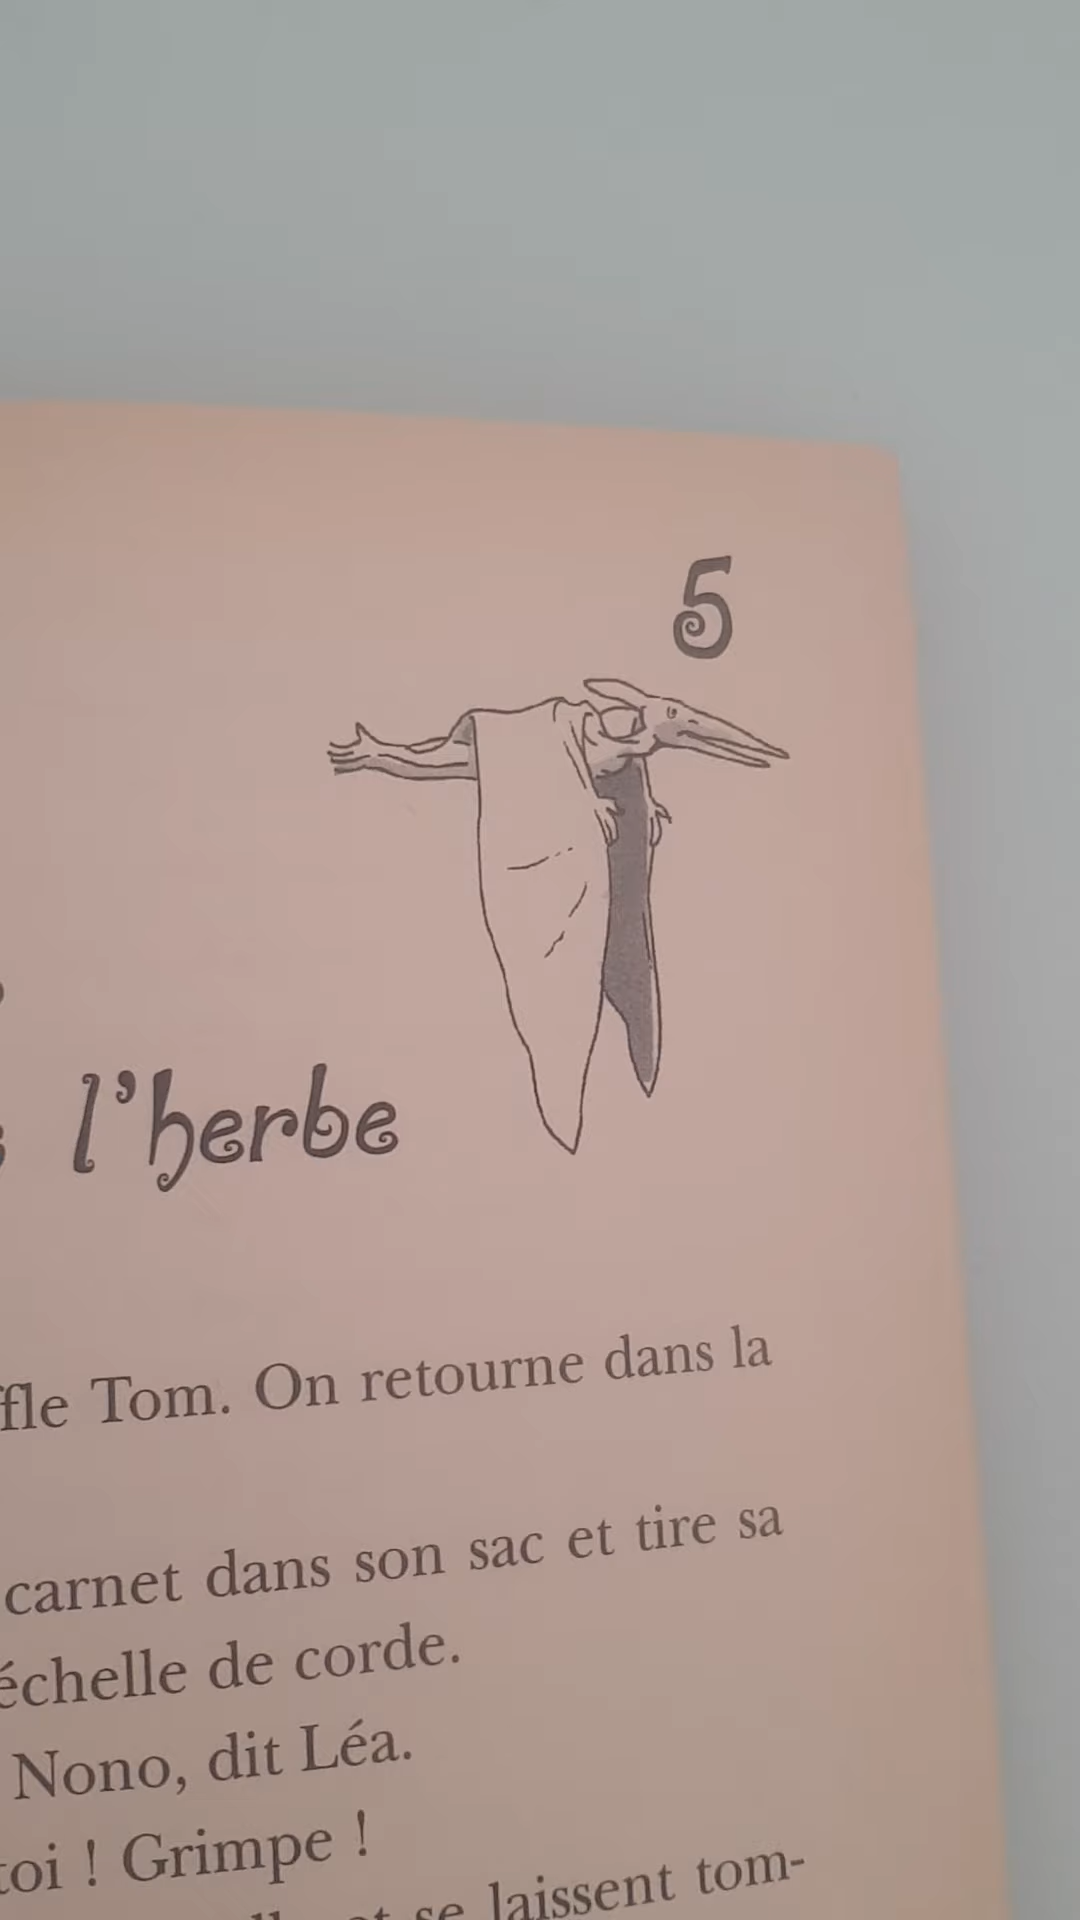 5
l'herbe
Tom. On retourne dans la
carnet dans son sac et tire sa
échelle de corde.
Nono, dit Léa.
toi ! Grimpe !
se laissent tom-